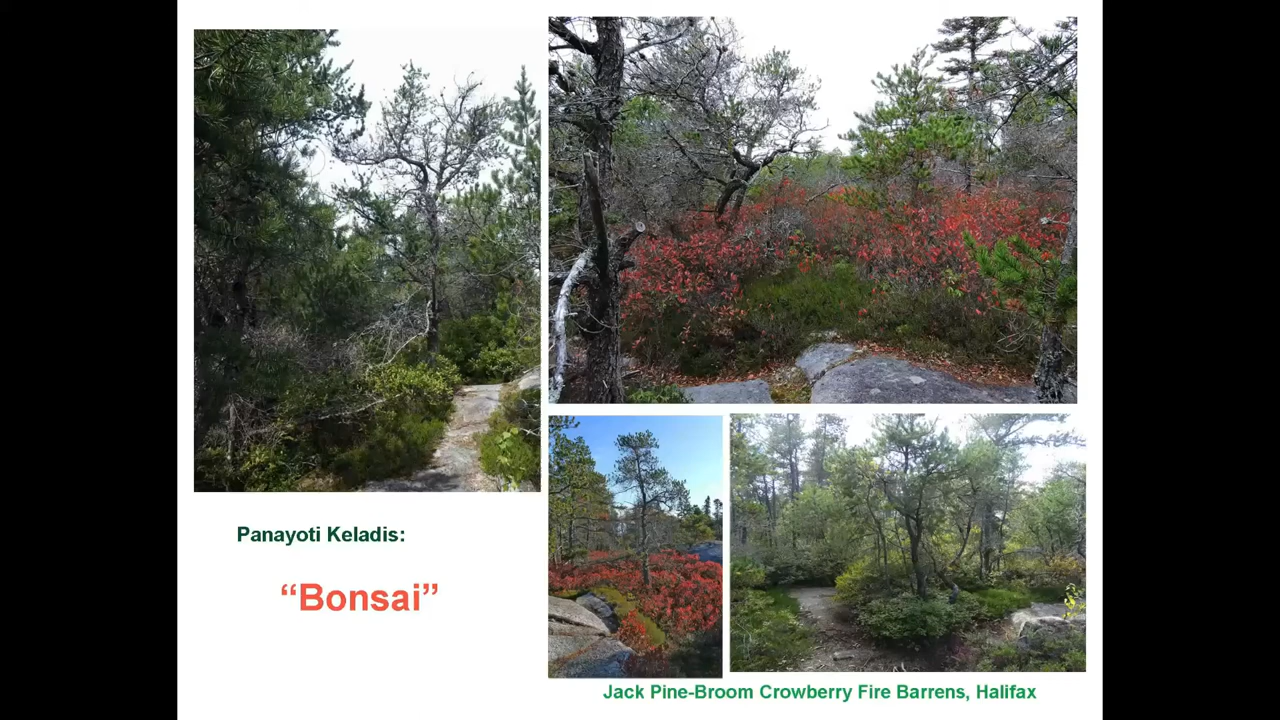 Panayoti Keladis:
“Bonsai”
Jack Pine-Broom Crowberry Fire Barrens, Halifax